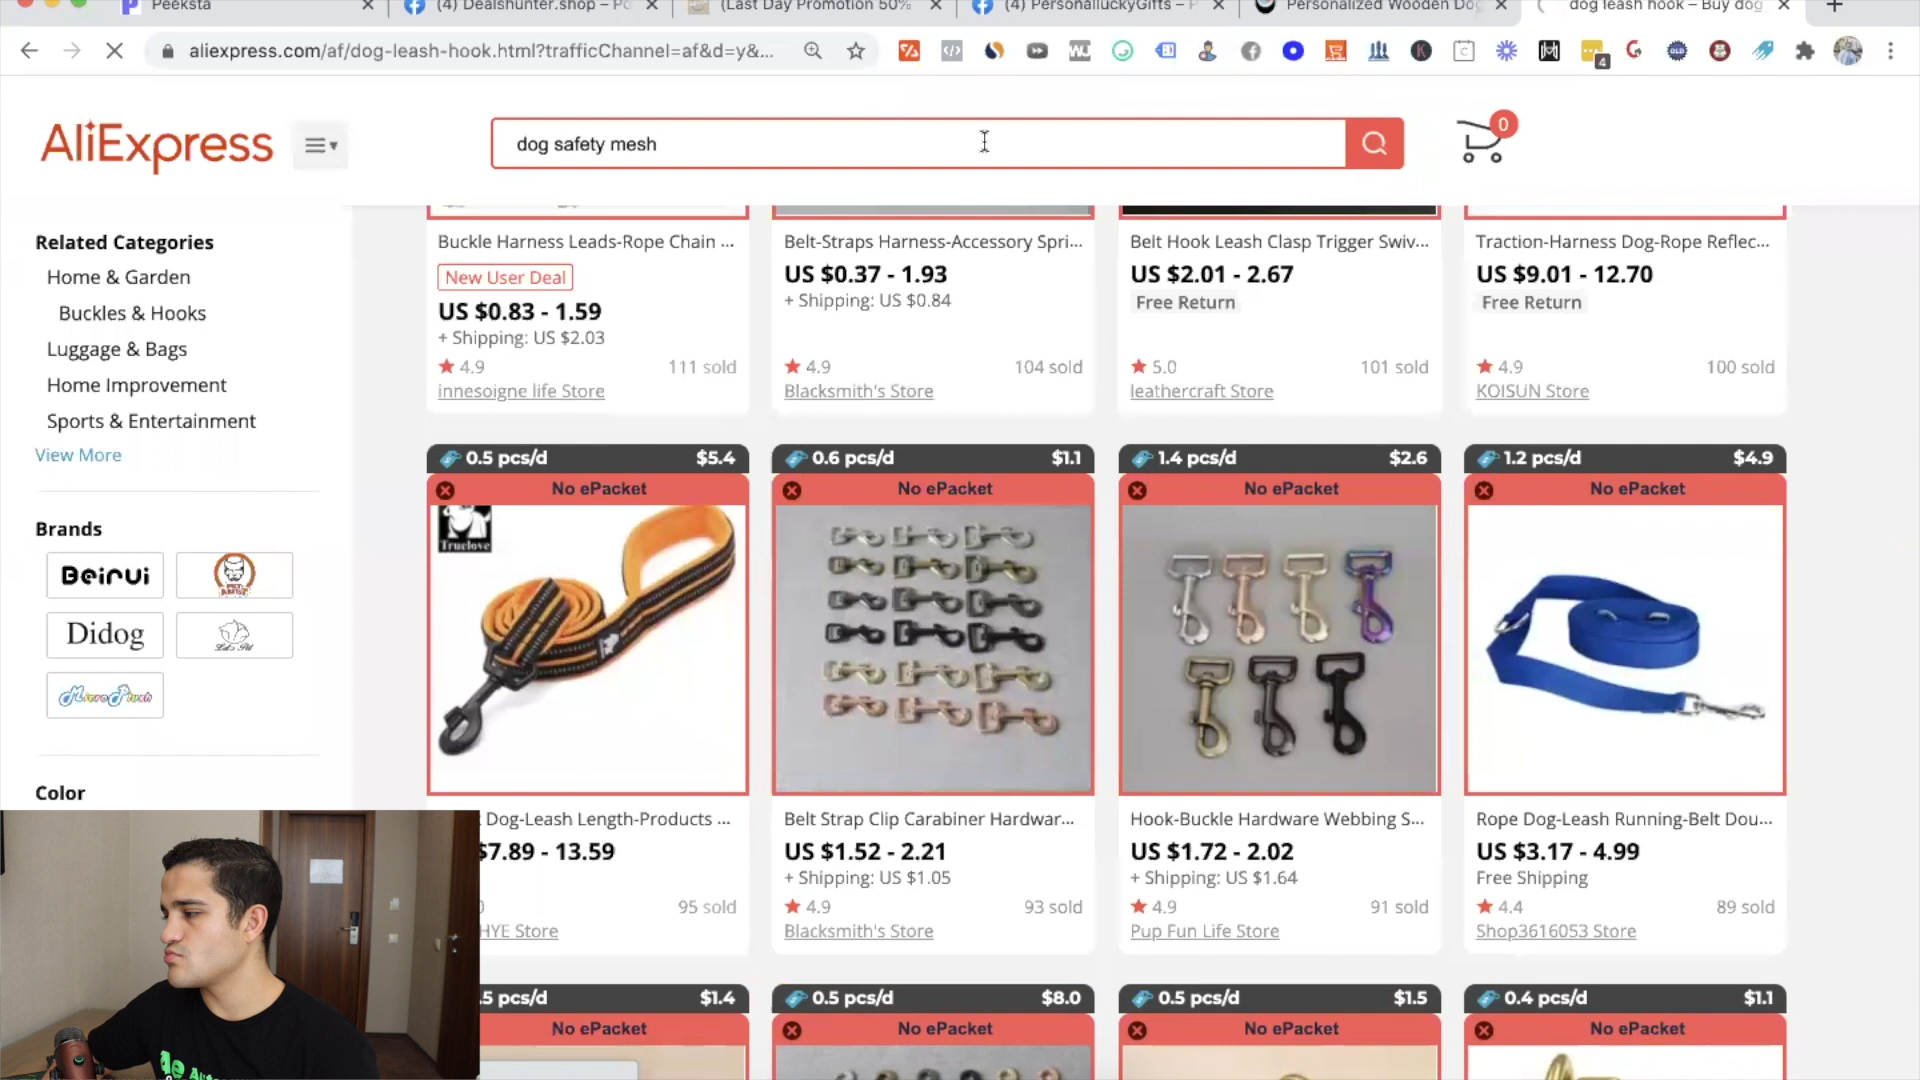 Peeksta
(4) Dealshunter.shop – Po
(Last Day Promotion 50%
(4) PersonalluckyGifts – P
Personalized Wooden Dog
dog leash hook – Buy dog
aliexpress.com/af/dog-leash-hook.html?trafficChannel=af&d=y&...
4
AliExpress
dog safety mesh
0
Related Categories
Home & Garden
Buckles & Hooks
Luggage & Bags
Home Improvement
Sports & Entertainment
View More
Brands
Beirui
Didog
Color
Buckle Harness Leads-Rope Chain ...
New User Deal
US $0.83 - 1.59
+ Shipping: US $2.03
4.9
111 sold
innesoigne life Store
Belt-Straps Harness-Accessory Spri...
US $0.37 - 1.93
+ Shipping: US $0.84
4.9
104 sold
Blacksmith's Store
Belt Hook Leash Clasp Trigger Swiv...
US $2.01 - 2.67
Free Return
5.0
101 sold
leathercraft Store
Traction-Harness Dog-Rope Reflec...
US $9.01 - 12.70
Free Return
4.9
100 sold
KOISUN Store
0.5 pcs/d
$5.4
No ePacket
Truelove
Dog-Leash Length-Products ...
$7.89 - 13.59
95 sold
HYE Store
0.6 pcs/d
$1.1
No ePacket
Belt Strap Clip Carabiner Hardwar...
US $1.52 - 2.21
+ Shipping: US $1.05
4.9
93 sold
Blacksmith's Store
1.4 pcs/d
$2.6
No ePacket
Hook-Buckle Hardware Webbing S...
US $1.72 - 2.02
+ Shipping: US $1.64
4.9
91 sold
Pup Fun Life Store
1.2 pcs/d
$4.9
No ePacket
Rope Dog-Leash Running-Belt Dou...
US $3.17 - 4.99
Free Shipping
4.4
89 sold
Shop3616053 Store
.5 pcs/d
$1.4
No ePacket
0.5 pcs/d
$8.0
No ePacket
0.5 pcs/d
$1.5
No ePacket
0.4 pcs/d
$1.1
No ePacket